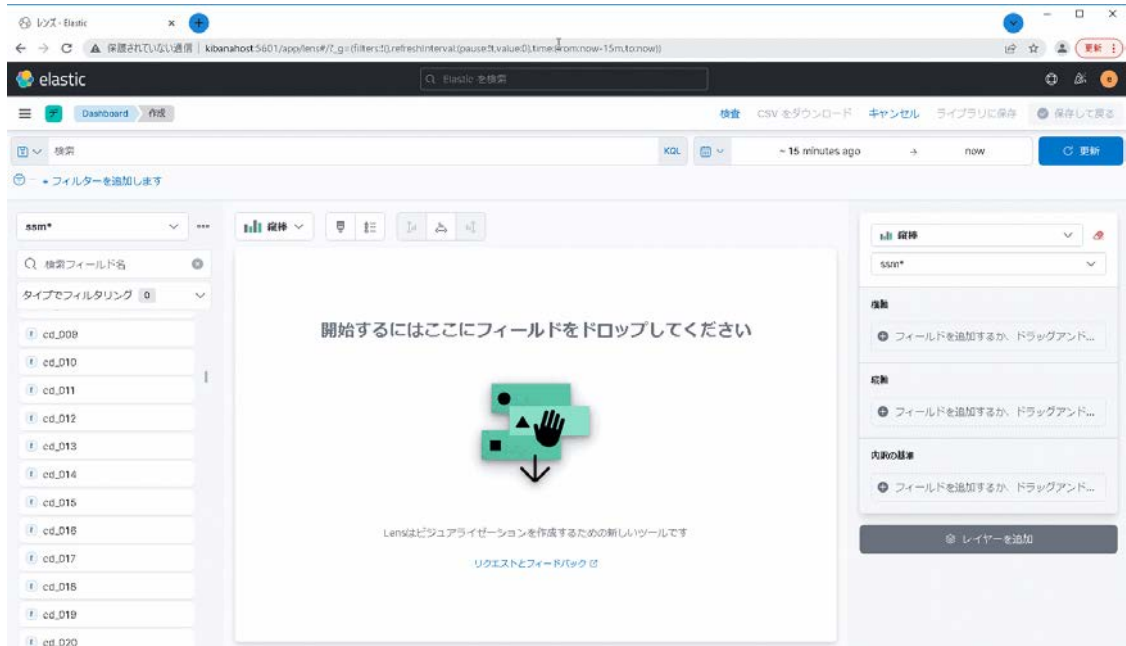 レンズ - Elastic
保護されていない通信 | kibanahost:5601/app/lens#/?_g=(filters:!(),refreshInterval:(pause:!t,value:0),time:(from:now-15m,to:now))
更新
elastic
Elastic を検索
e
デ Dashboard 作成 検査 CSV をダウンロード キャンセル ライブラリに保存 保存して戻る
検索 KQL ~ 15 minutes ago → now 更新
+ フィルターを追加します
ssm*
縦棒
検索フィールド名
タイプでフィルタリング 0
t cd_009
t cd_010
t cd_011
t cd_012
t cd_013
t cd_014
t cd_015
t cd_016
t cd_017
t cd_018
t cd_019
t cd_020
開始するにはここにフィールドをドロップしてください
Lensはビジュアライゼーションを作成するための新しいツールです
リクエストとフィードバック
縦棒
ssm*
横軸
フィールドを追加するか、ドラッグアンド...
縦軸
フィールドを追加するか、ドラッグアンド...
内訳の基準
フィールドを追加するか、ドラッグアンド...
レイヤーを追加